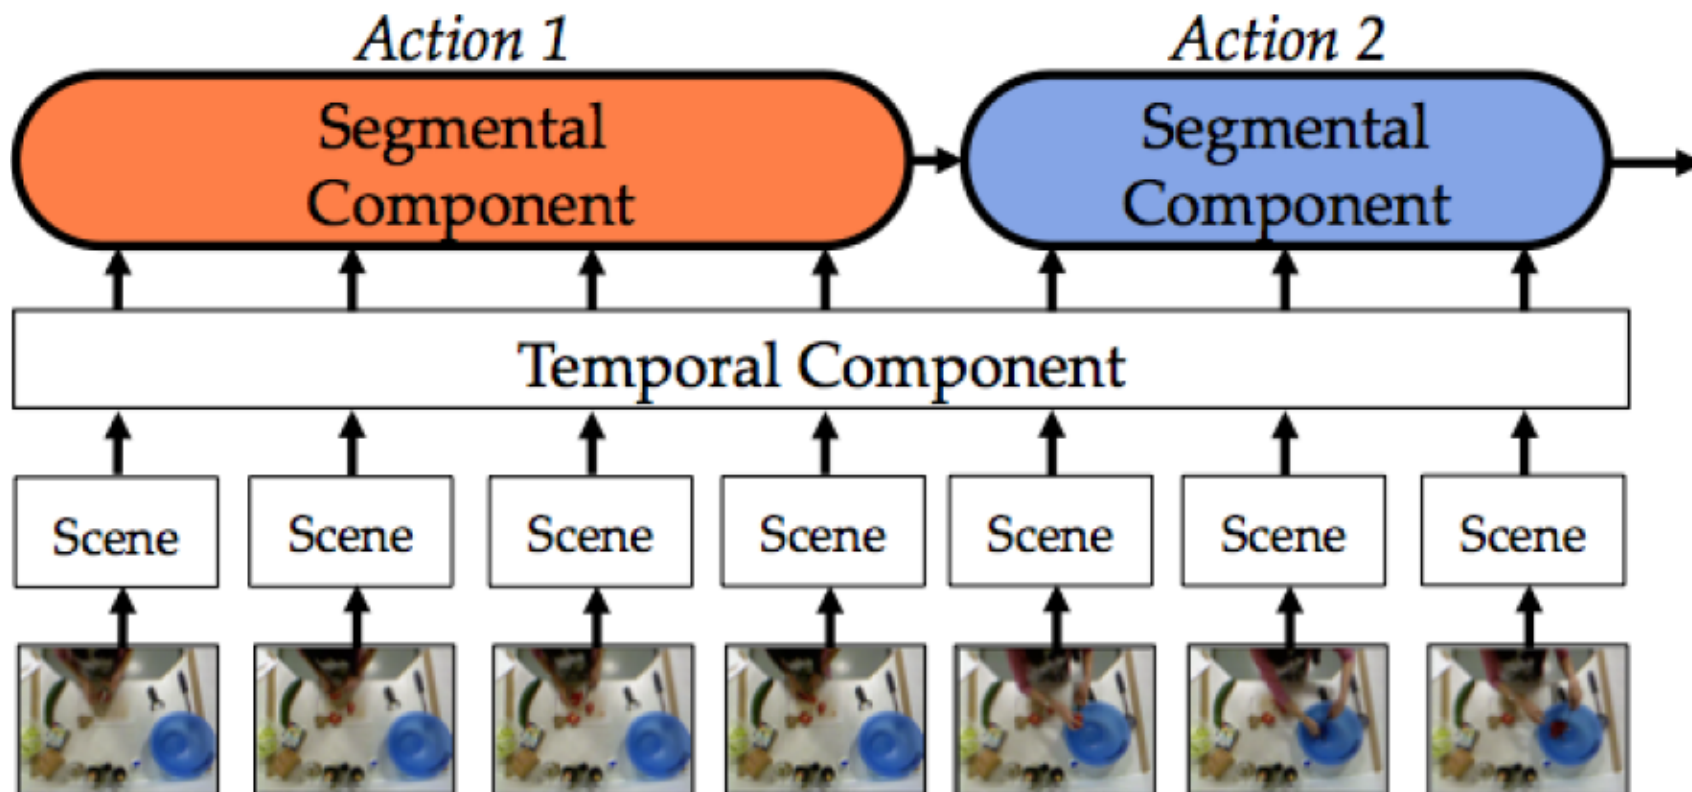 Action 1
Action 2
Segmental
Component
Segmental
Component
Temporal Component
Scene
Scene
Scene
Scene
Scene
Scene
Scene